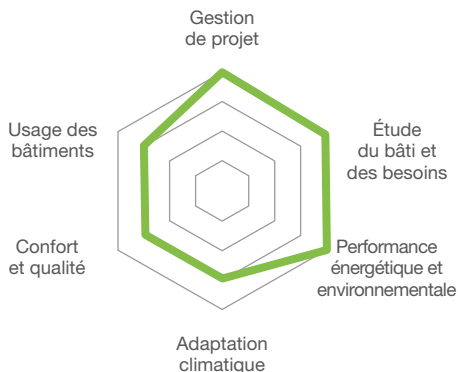 Gestion
de projet
Usage des
bâtiments
Étude
du bâti et
des besoins
Confort
et qualité
Performance
énergétique et
environnementale
Adaptation
climatique